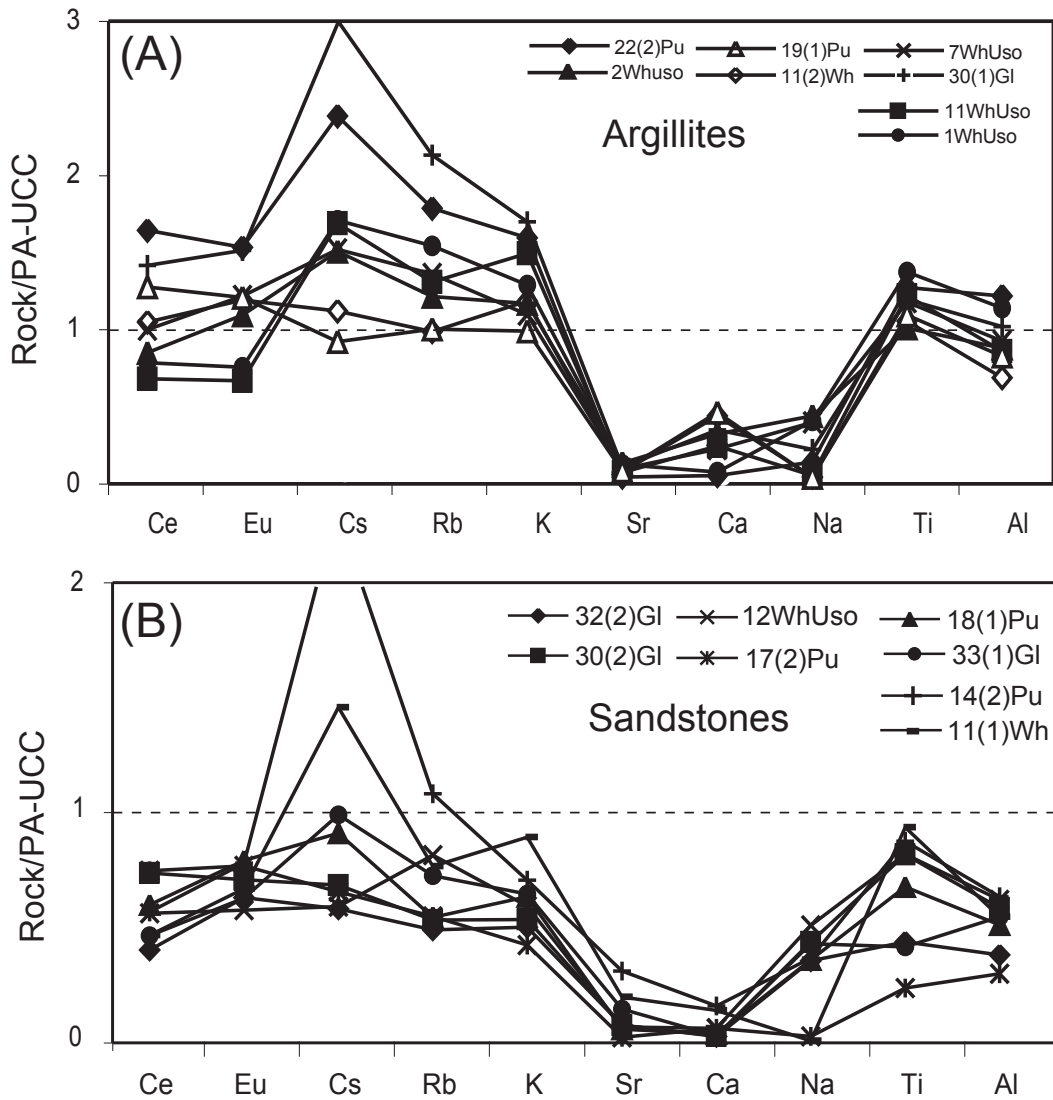 3
(A)
22(2)Pu 19(1)Pu 7WhUso
2Whuso 11(2)Wh 30(1)Gl
11WhUso
Argillites
1WhUso
2
Rock/PA-UCC
1
0
Ce Eu Cs Rb K Sr Ca Na Ti Al
2
(B)
32(2)Gl 12WhUso 18(1)Pu
30(2)Gl 17(2)Pu 33(1)Gl
14(2)Pu
Sandstones
11(1)Wh
Rock/PA-UCC
1
0
Ce Eu Cs Rb K Sr Ca Na Ti Al